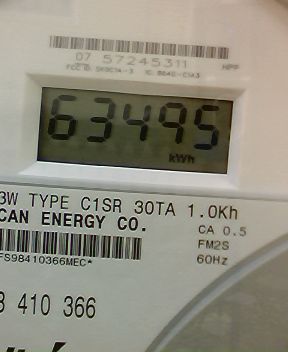 07 57245311
HPP
63495
kWh
3W TYPE C1SR 30TA 1.0Kh
CAN ENERGY CO.
CA 0.5
FM2S
60Hz
FS98410366MEC*
410 366